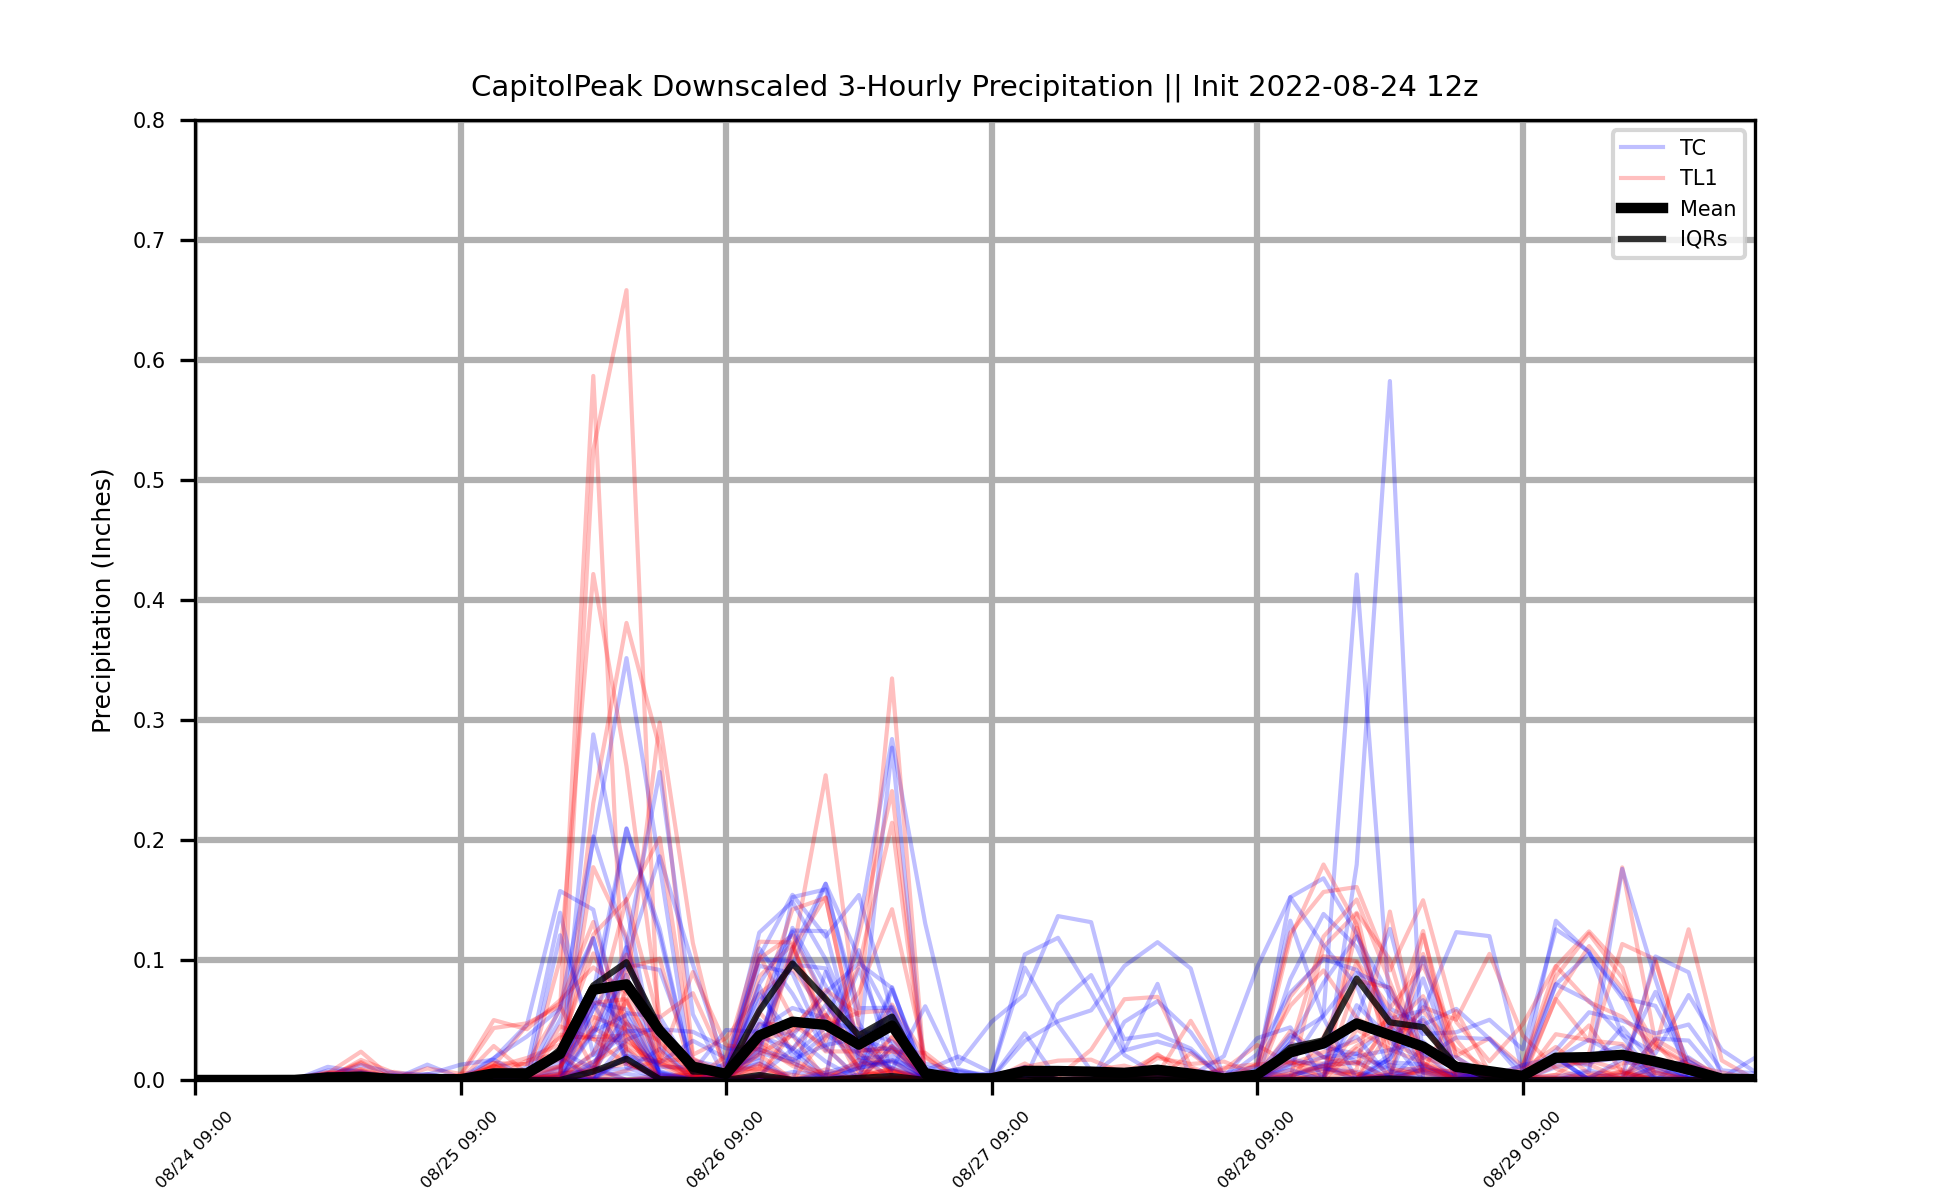 CapitolPeak Downscaled 3-Hourly Precipitation || Init 2022-08-24 12z
Precipitation (Inches)
0.8
0.7
0.6
0.5
0.4
0.3
0.2
0.1
0.0
TC
TL1
Mean
IQRs
08/24 09:00
08/25 09:00
08/26 09:00
08/27 09:00
08/28 09:00
08/29 09:00